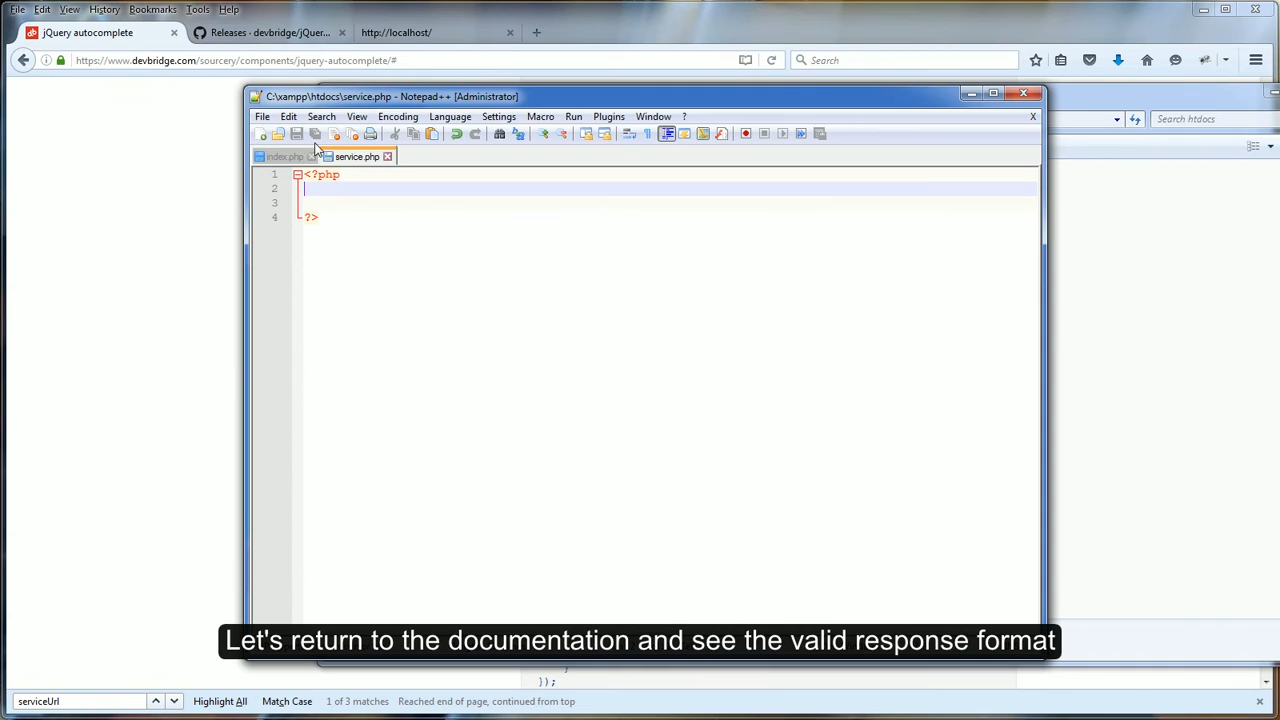 File Edit View History Bookmarks Tools Help
jQuery autocomplete
Releases - devbridge/jQuer...
http://localhost/
https://www.devbridge.com/sourcery/components/jquery-autocomplete/#
Search
C:\xampp\htdocs\service.php - Notepad++ [Administrator]
File Edit Search View Encoding Language Settings Macro Run Plugins Window ? X
Search htdocs
index.php
service.php
1 <?php
2
3
4 ?>
Let's return to the documentation and see the valid response format
});
serviceUrl
Highlight All Match Case 1 of 3 matches Reached end of page, continued from top